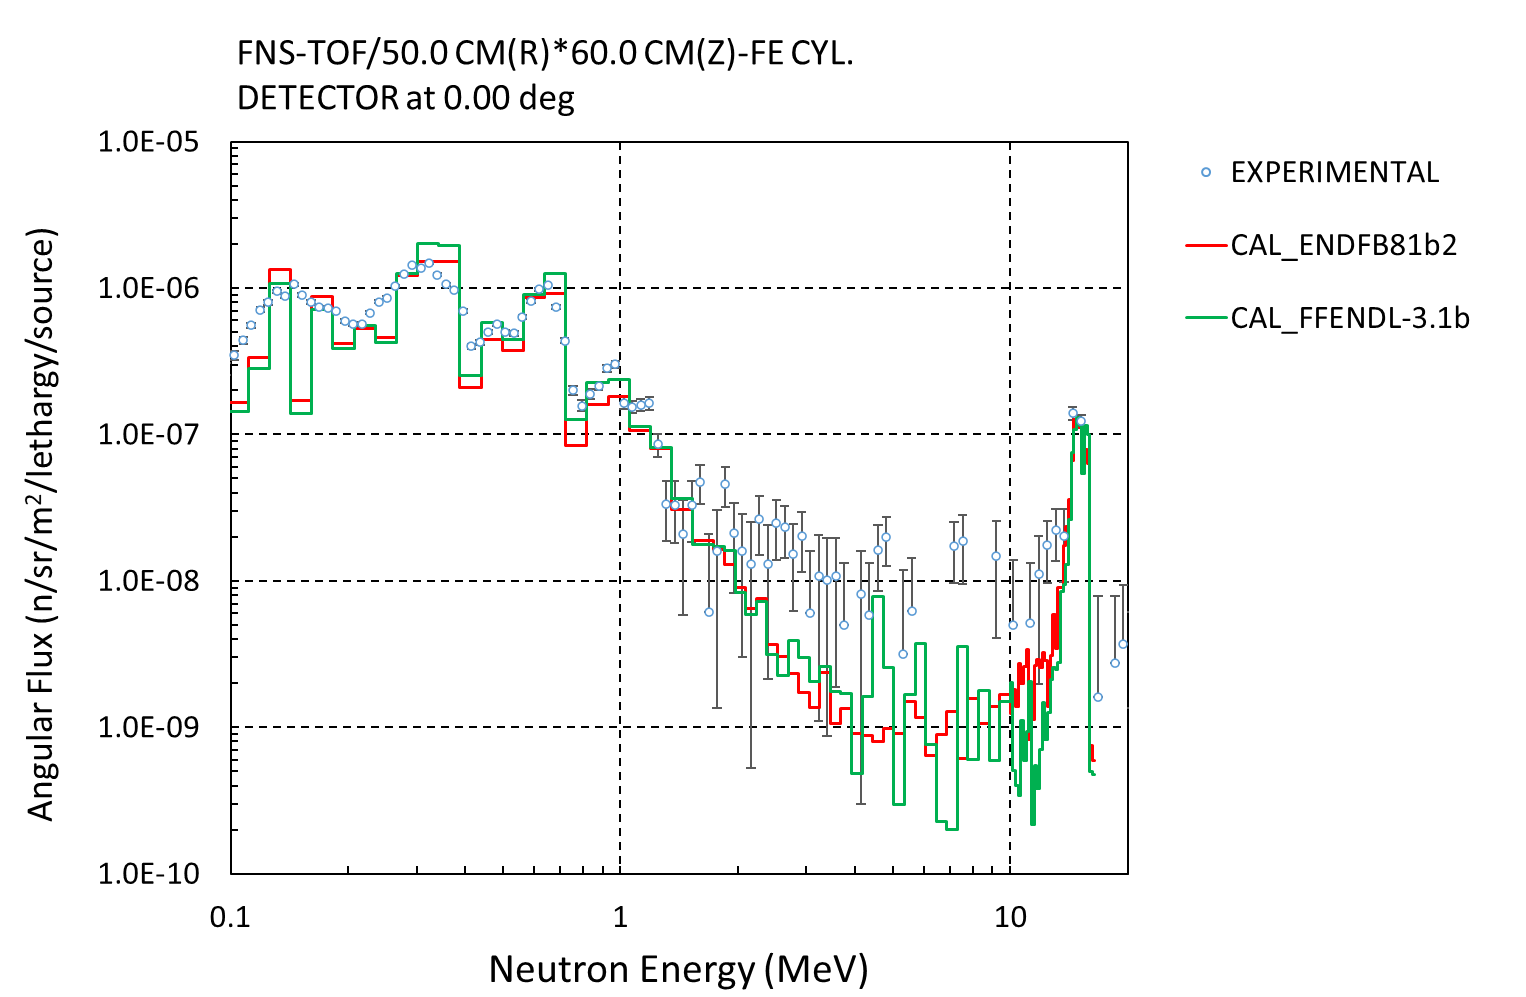 FNS-TOF/50.0 CM(R)*60.0 CM(Z)-FE CYL.
DETECTOR at 0.00 deg
1.0E-05
1.0E-06
1.0E-07
1.0E-08
1.0E-09
1.0E-10
Angular Flux (n/sr/m²/lethargy/source)
0.1
1
10
Neutron Energy (MeV)
EXPERIMENTAL
CAL_ENDFB81b2
CAL_FFENDL-3.1b